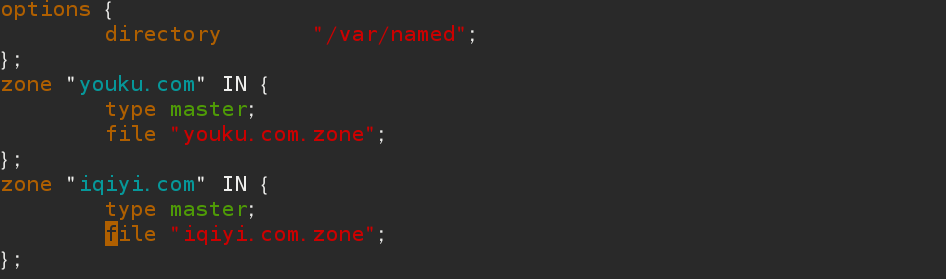 options {
        directory       "/var/named";
};
zone "youku.com" IN {
        type master;
        file "youku.com.zone";
};
zone "iqiyi.com" IN {
        type master;
        file "iqiyi.com.zone";
};